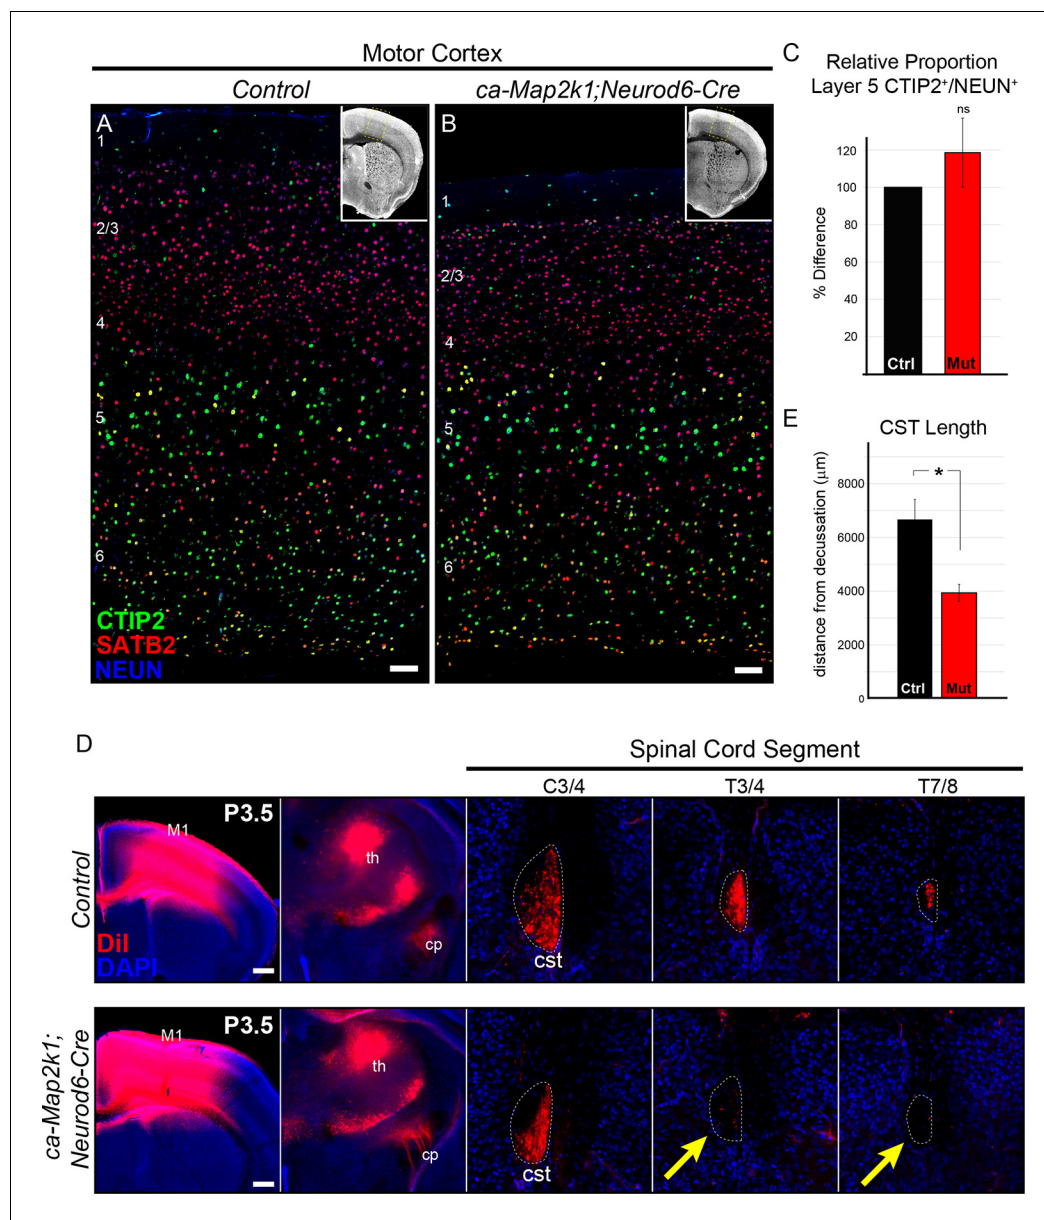 Motor Cortex
Control
ca-Map2k1;Neurod6-Cre
A
1
2/3
4
5
6
CTIP2
SATB2
NEUN
B
1
2/3
4
5
6
C
Relative Proportion
Layer 5 CTIP2⁺/NEUN⁺
ns
% Difference
120
100
80
60
40
20
Ctrl
Mut
E
CST Length
*
distance from decussation (µm)
8000
6000
4000
2000
0
Ctrl
Mut
D
Spinal Cord Segment
C3/4
T3/4
T7/8
Control
P3.5
M1
DiI
DAPI
th
cp
cst
ca-Map2k1;
Neurod6-Cre
P3.5
M1
th
cp
cst